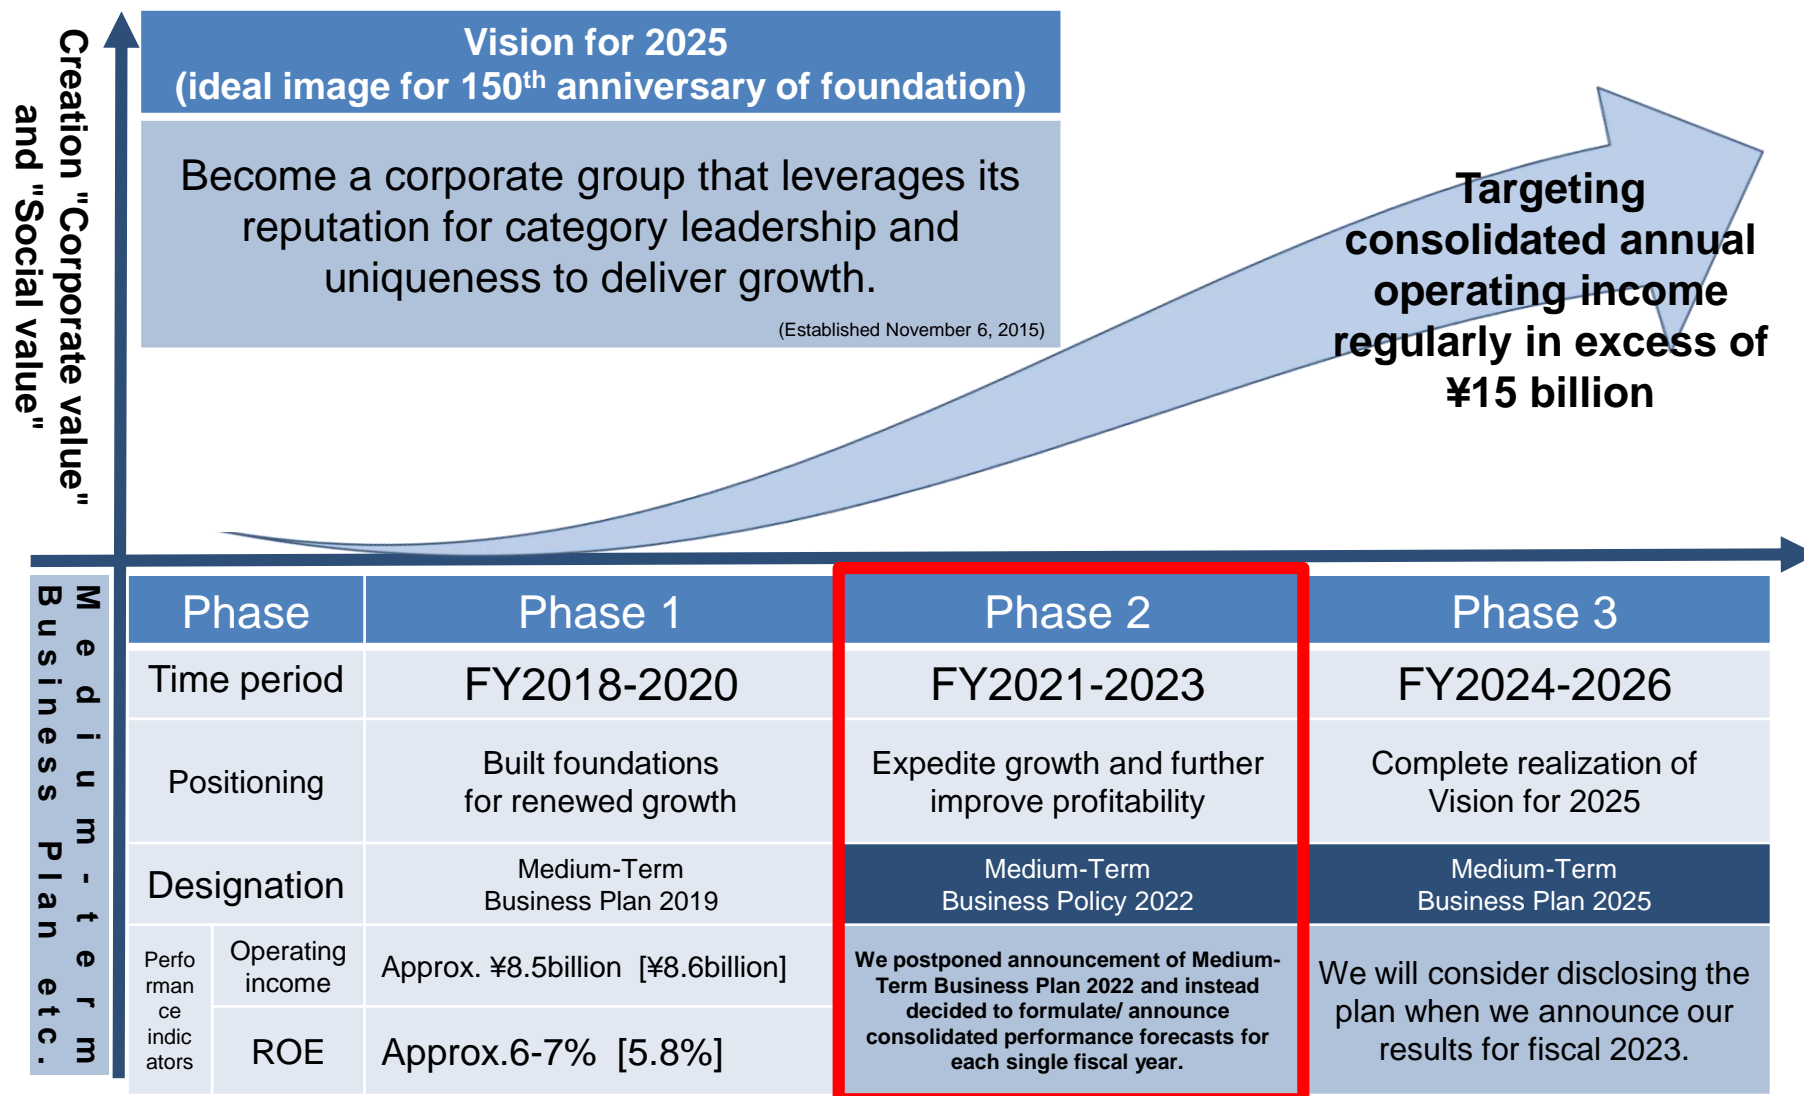 Creation "Corporate value"
and "Social value"
Vision for 2025
(ideal image for 150th anniversary of foundation)
Become a corporate group that leverages its
reputation for category leadership and
uniqueness to deliver growth.
(Established November 6, 2015)
Targeting
consolidated annual
operating income
regularly in excess of
¥15 billion
Medium-term
Business Plan etc.
Phase
Phase 1
Phase 2
Phase 3
Time period
FY2018-2020
FY2021-2023
FY2024-2026
Positioning
Built foundations
for renewed growth
Expedite growth and further
improve profitability
Complete realization of
Vision for 2025
Designation
Medium-Term
Business Plan 2019
Medium-Term
Business Policy 2022
Medium-Term
Business Plan 2025
Perfo
rman
ce
indic
ators
Operating
income
Approx. ¥8.5billion [¥8.6billion]
ROE
Approx.6-7% [5.8%]
We postponed announcement of Medium-
Term Business Plan 2022 and instead
decided to formulate/ announce
consolidated performance forecasts for
each single fiscal year.
We will consider disclosing the
plan when we announce our
results for fiscal 2023.